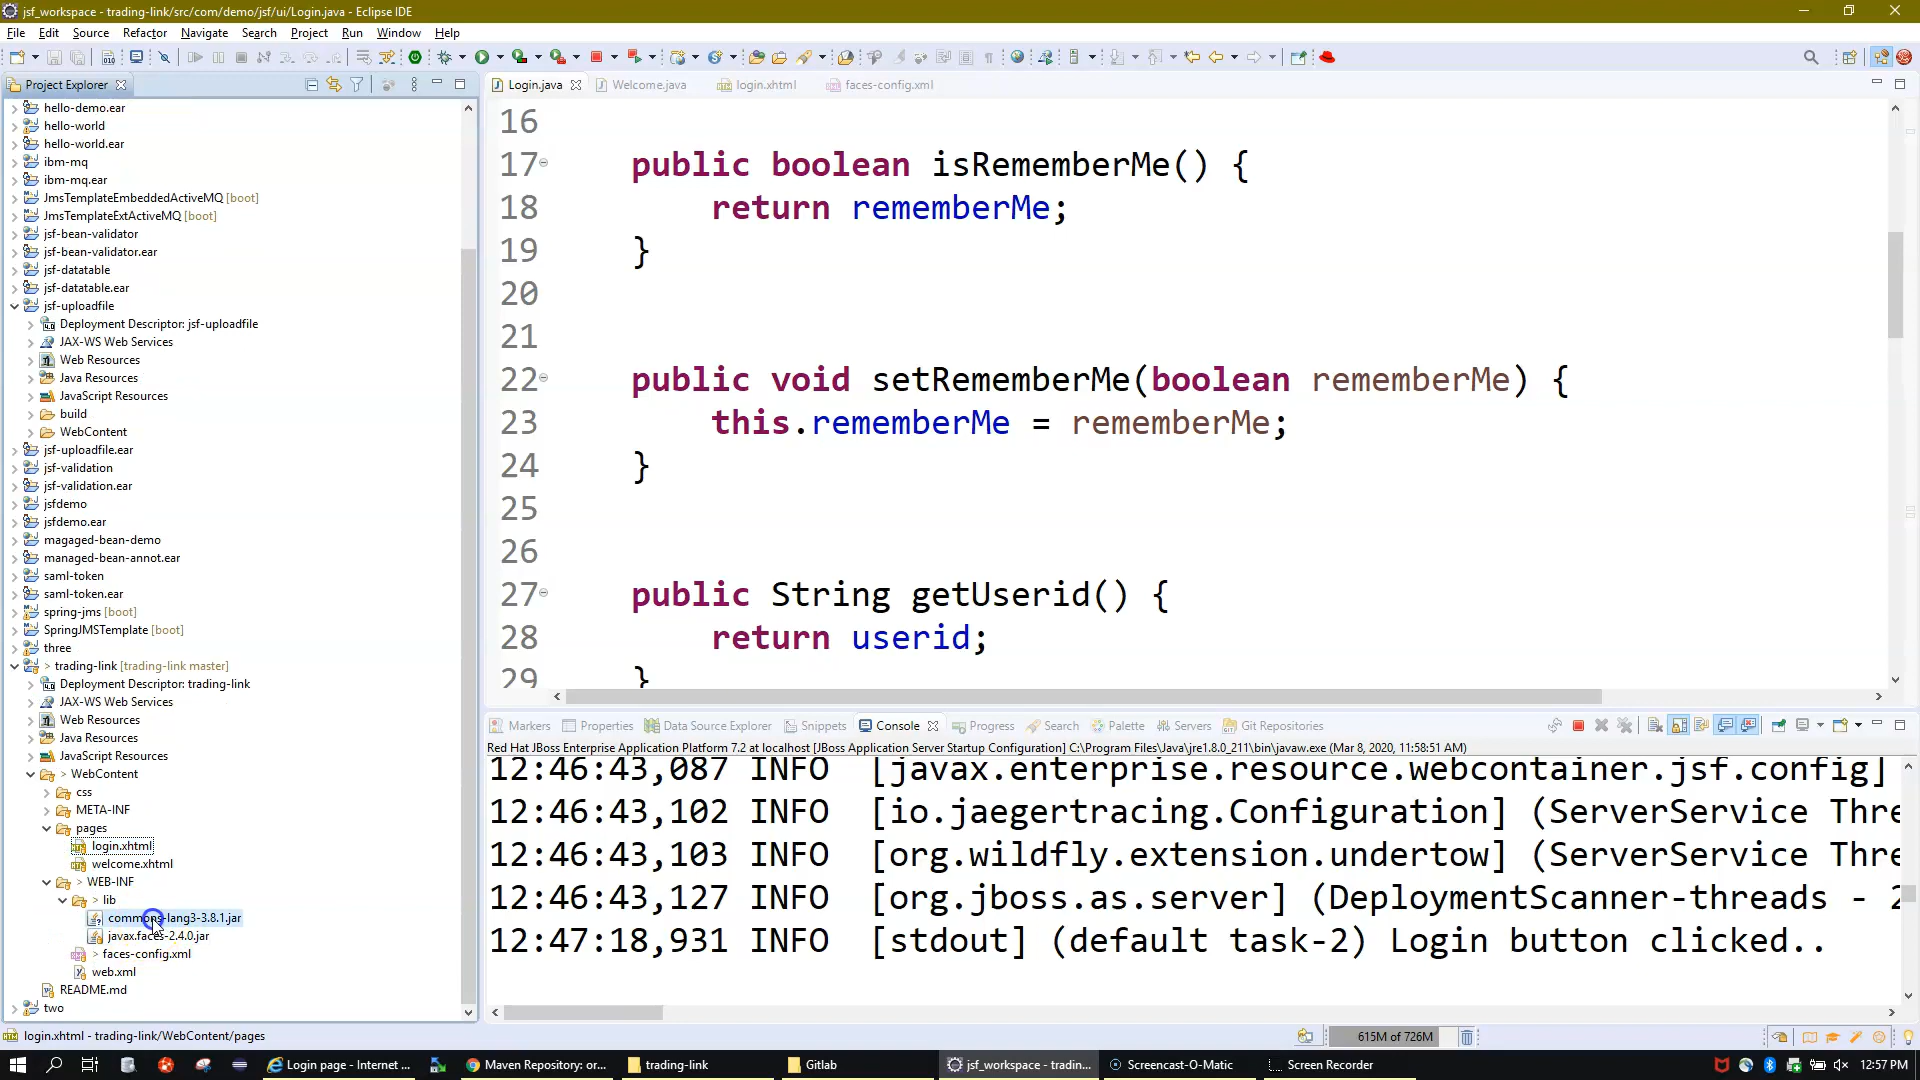 jsf_workspace - trading-link/src/com/demo/jsf/ui/Login.java - Eclipse IDE
File Edit Source Refactor Navigate Search Project Run Window Help
Project Explorer
hello-demo.ear
hello-world
hello-world.ear
ibm-mq
ibm-mq.ear
JmsTemplateEmbeddedActiveMQ [boot]
JmsTemplateExtActiveMQ [boot]
jsf-bean-validator
jsf-bean-validator.ear
jsf-datatable
jsf-datatable.ear
jsf-uploadfile
Deployment Descriptor: jsf-uploadfile
JAX-WS Web Services
Web Resources
Java Resources
JavaScript Resources
build
WebContent
jsf-uploadfile.ear
jsf-validation
jsf-validation.ear
jsfdemo
jsfdemo.ear
magaged-bean-demo
managed-bean-annot.ear
saml-token
saml-token.ear
spring-jms [boot]
SpringJMSTemplate [boot]
three
> trading-link [trading-link master]
Deployment Descriptor: trading-link
JAX-WS Web Services
Web Resources
Java Resources
JavaScript Resources
> WebContent
css
META-INF
pages
login.xhtml
welcome.xhtml
> WEB-INF
> lib
commons-lang3-3.8.1.jar
javax.faces-2.4.0.jar
> faces-config.xml
web.xml
README.md
two
Login.java Welcome.java login.xhtml faces-config.xml
16
17 public boolean isRememberMe() {
18 return rememberMe;
19 }
20
21
22 public void setRememberMe(boolean rememberMe) {
23 this.rememberMe = rememberMe;
24 }
25
26
27 public String getUserid() {
28 return userid;
29 }
Markers Properties Data Source Explorer Snippets Console Progress Search Palette Servers Git Repositories
Red Hat JBoss Enterprise Application Platform 7.2 at localhost [JBoss Application Server Startup Configuration] C:\Program Files\Java\jre1.8.0_211\bin\javaw.exe (Mar 8, 2020, 11:58:51 AM)
12:46:43,087 INFO [javax.enterprise.resource.webcontainer.jsf.config]
12:46:43,102 INFO [io.jaegertracing.Configuration] (ServerService Thre
12:46:43,103 INFO [org.wildfly.extension.undertow] (ServerService Thre
12:46:43,127 INFO [org.jboss.as.server] (DeploymentScanner-threads - 2
12:47:18,931 INFO [stdout] (default task-2) Login button clicked..
login.xhtml - trading-link/WebContent/pages
615M of 726M
Login page - Internet ...
Maven Repository: or...
trading-link
Gitlab
jsf_workspace - tradin...
Screencast-O-Matic
Screen Recorder
12:57 PM